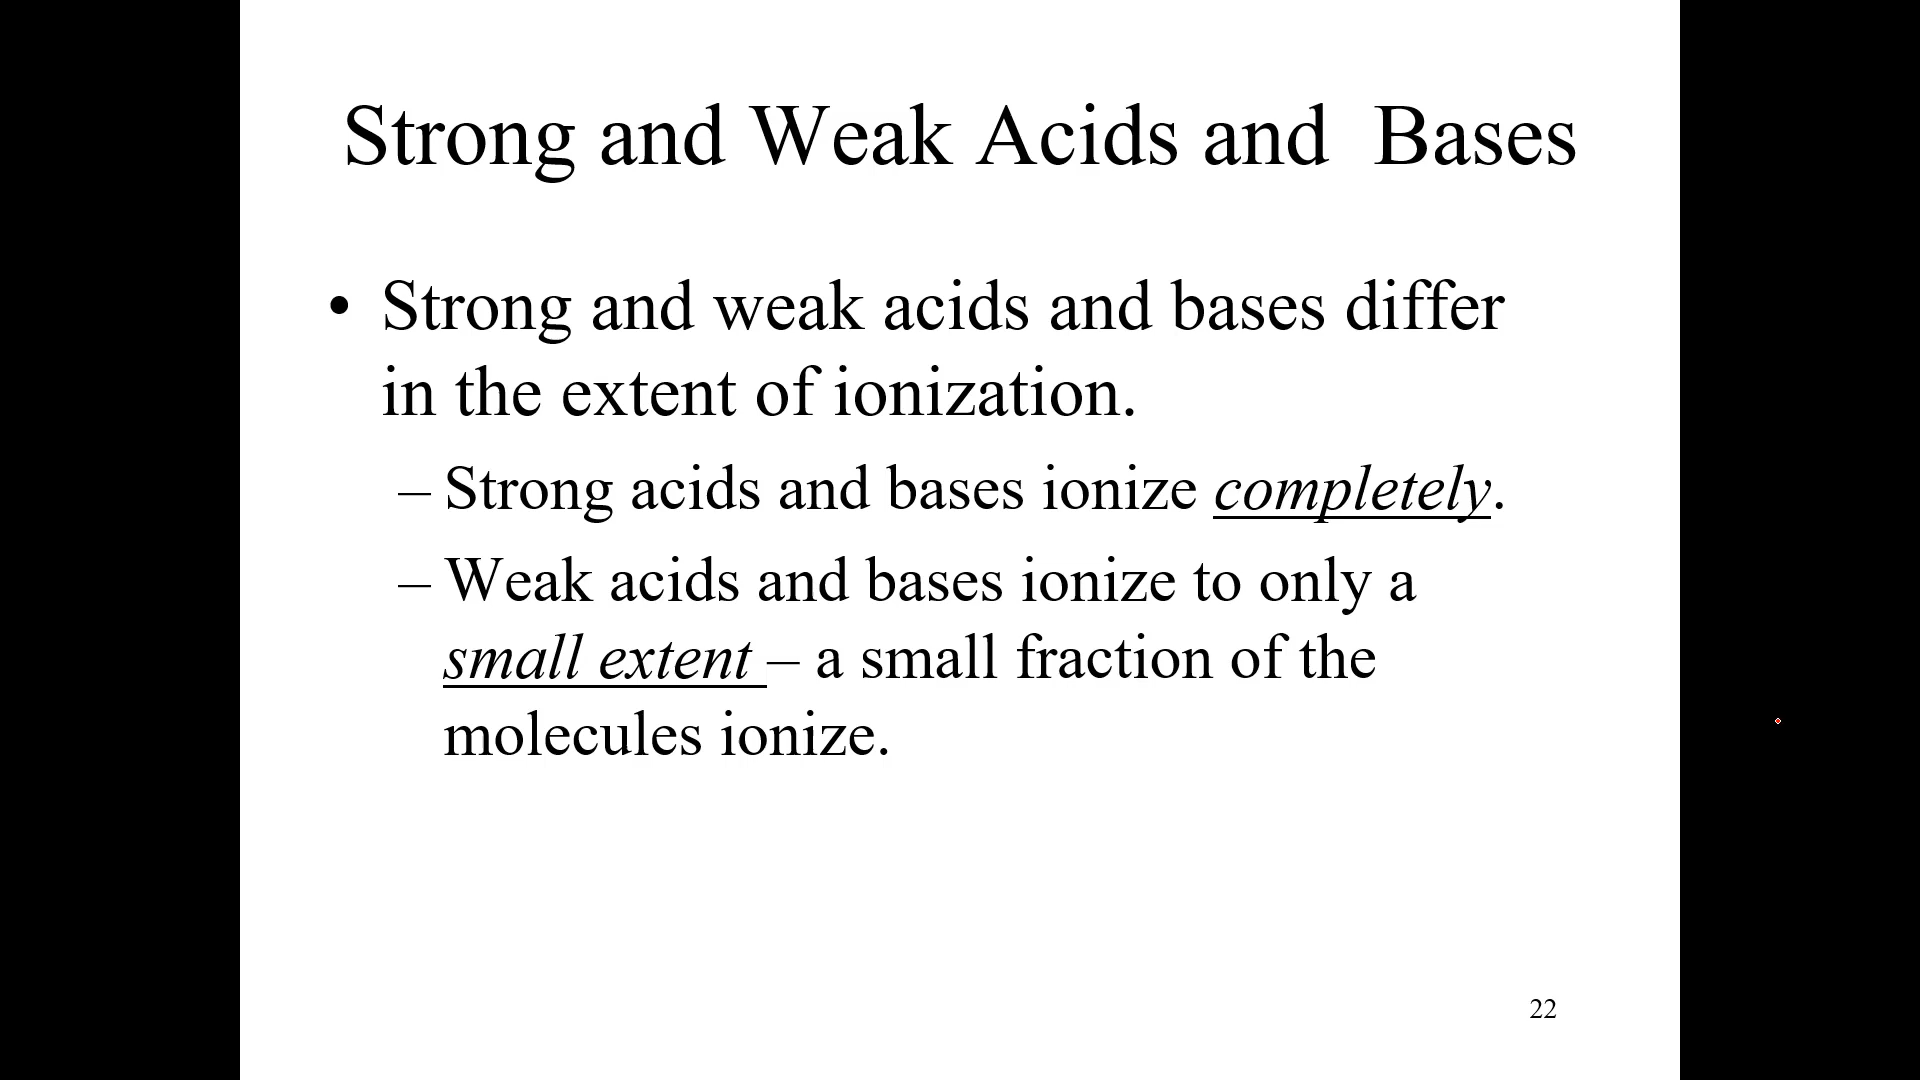 Strong and Weak Acids and  Bases
• Strong and weak acids and bases differ
in the extent of ionization.
– Strong acids and bases ionize completely.
– Weak acids and bases ionize to only a
small extent – a small fraction of the
molecules ionize.
22